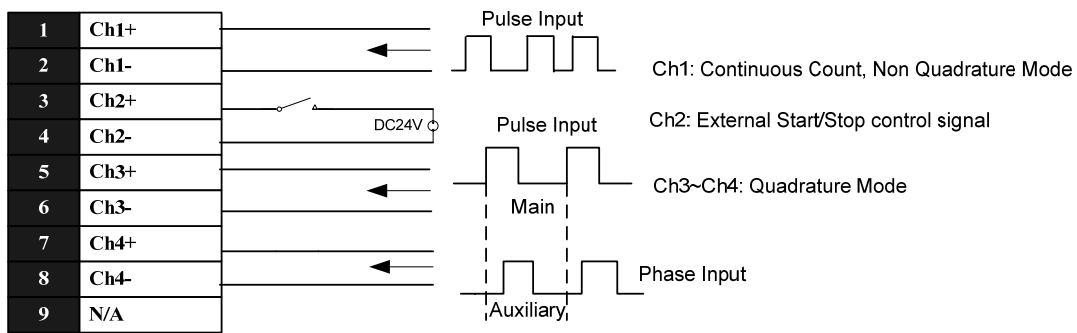 1 Ch1+
2 Ch1-
3 Ch2+
4 Ch2-
5 Ch3+
6 Ch3-
7 Ch4+
8 Ch4-
9 N/A
DC24V
Pulse Input
Ch1: Continuous Count, Non Quadrature Mode
Ch2: External Start/Stop control signal
Pulse Input
Ch3~Ch4: Quadrature Mode
Main
Phase Input
Auxiliary